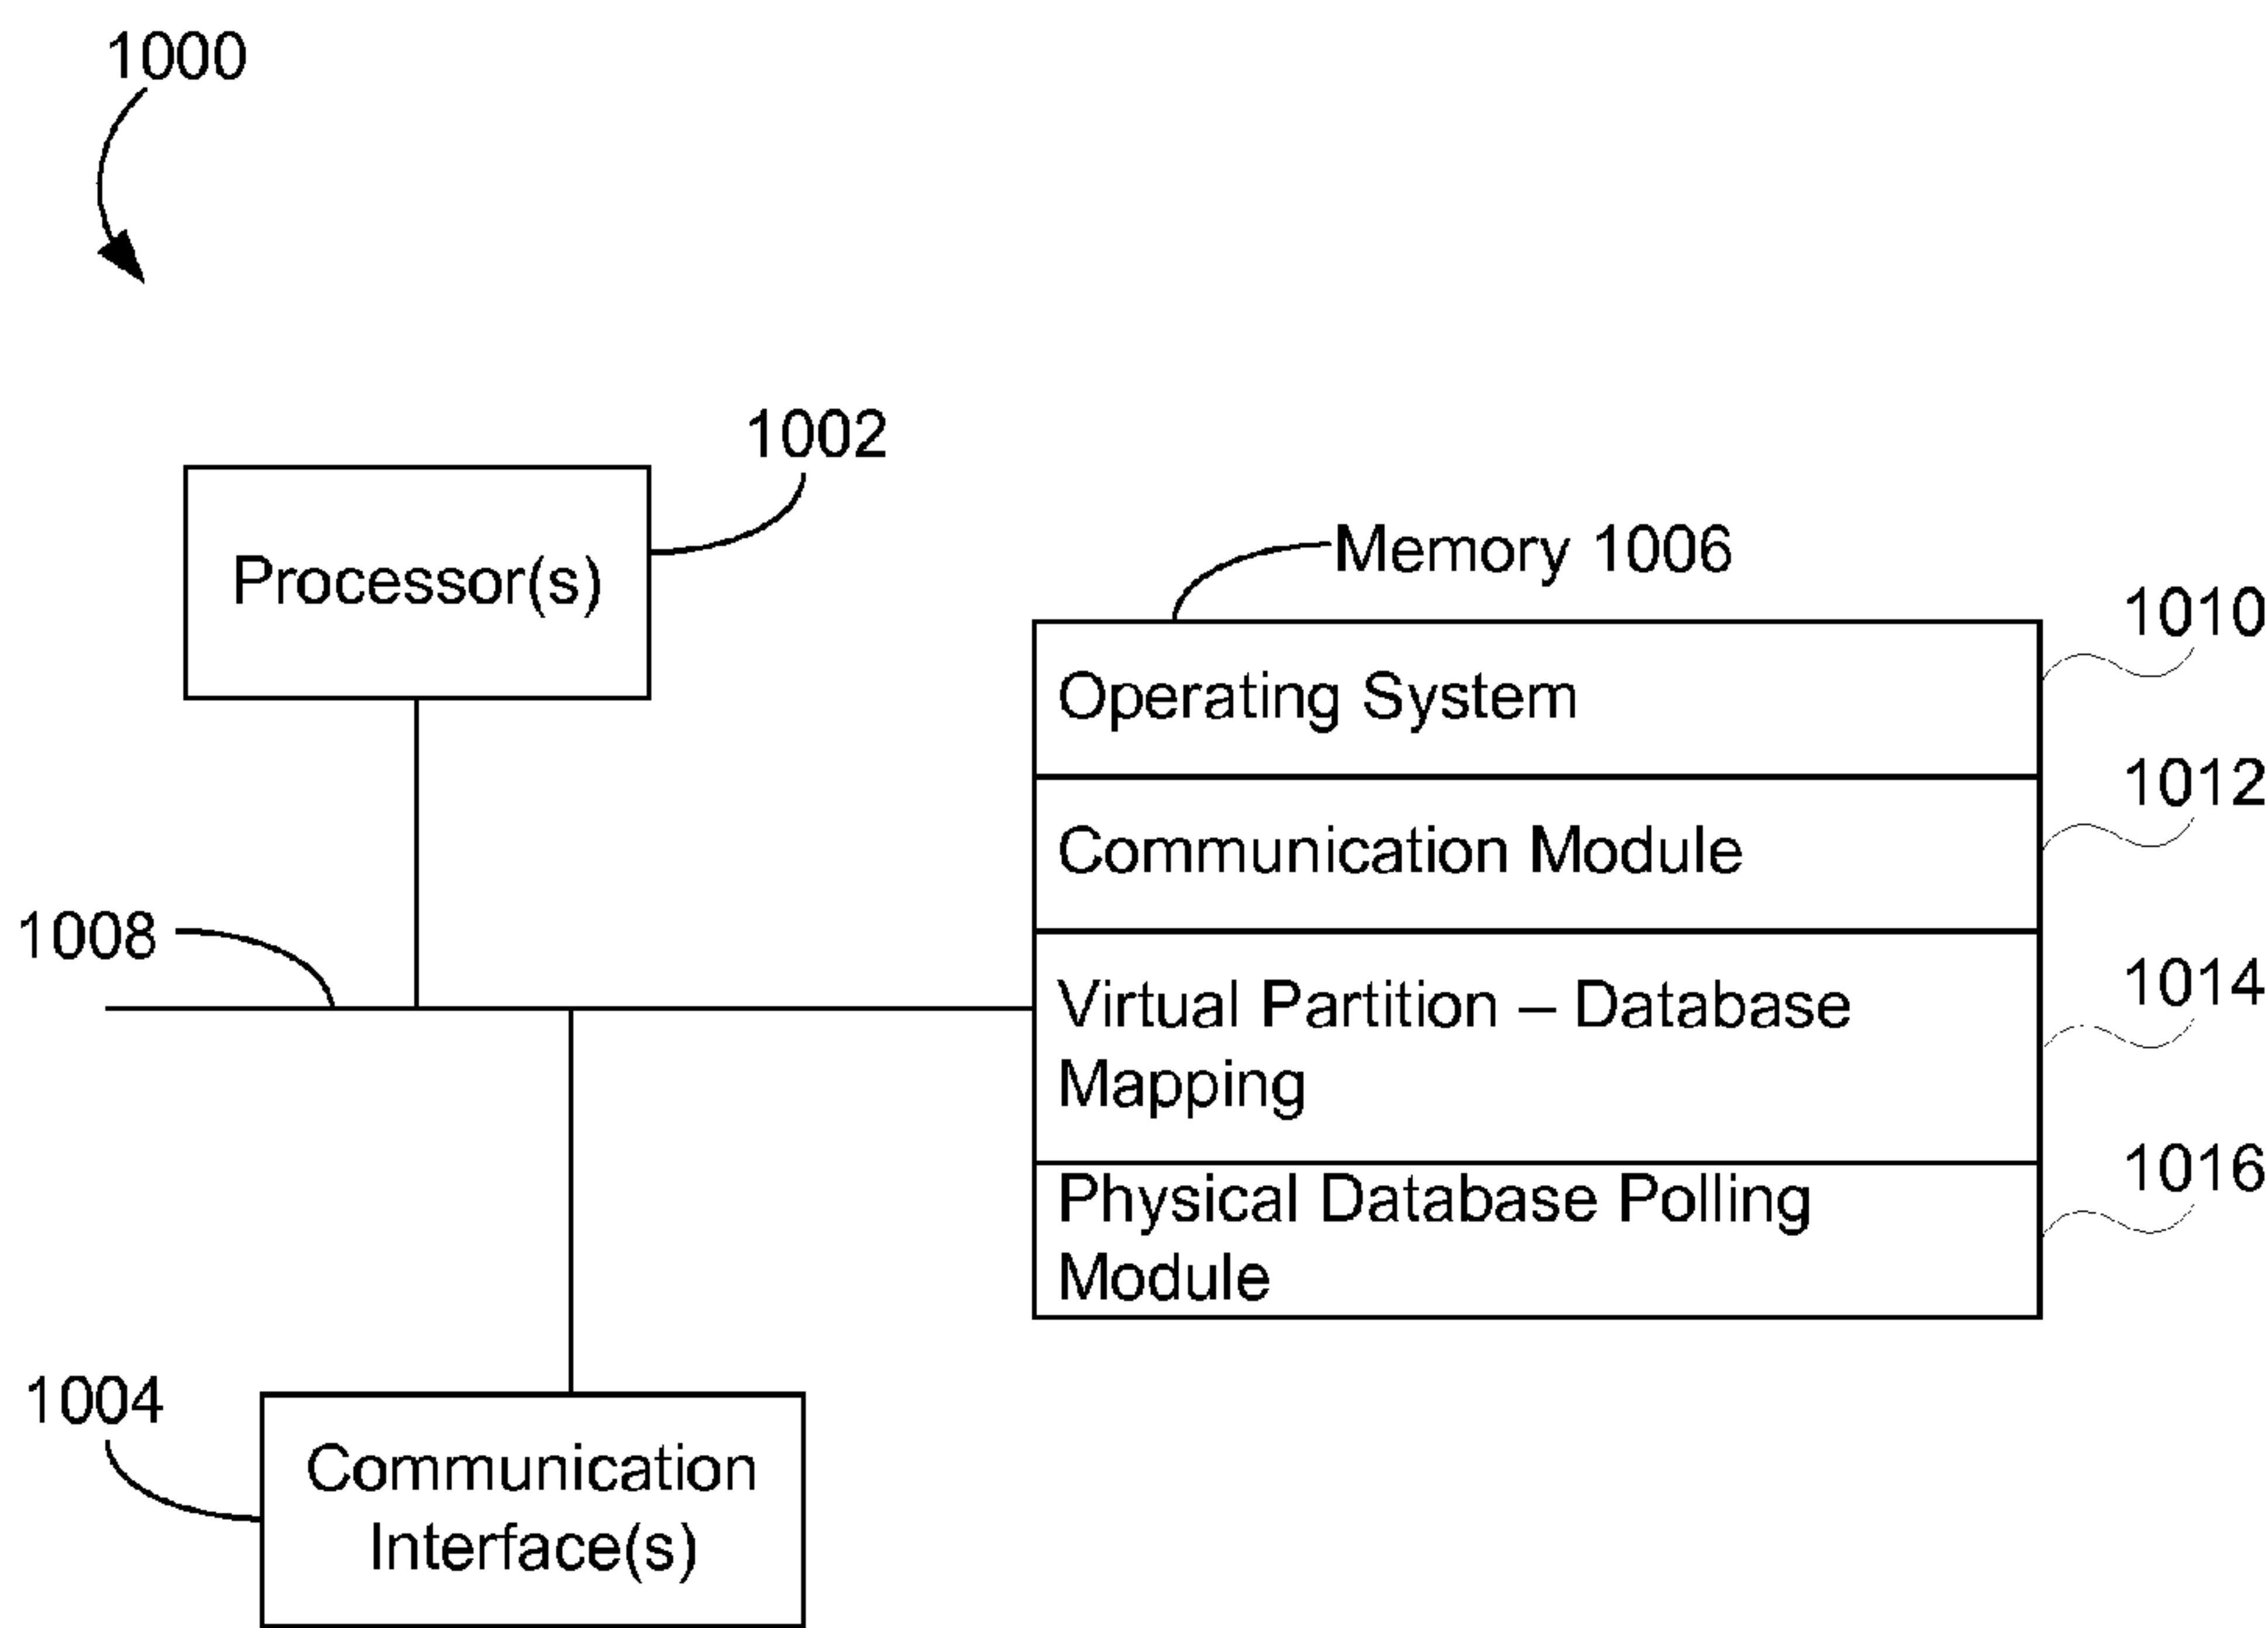 1000
1002
Processor(s)
Memory 1006
1010
Operating System
1012
Communication Module
1008
1014
Virtual Partition – Database
Mapping
1016
Physical Database Polling
Module
1004
Communication
Interface(s)